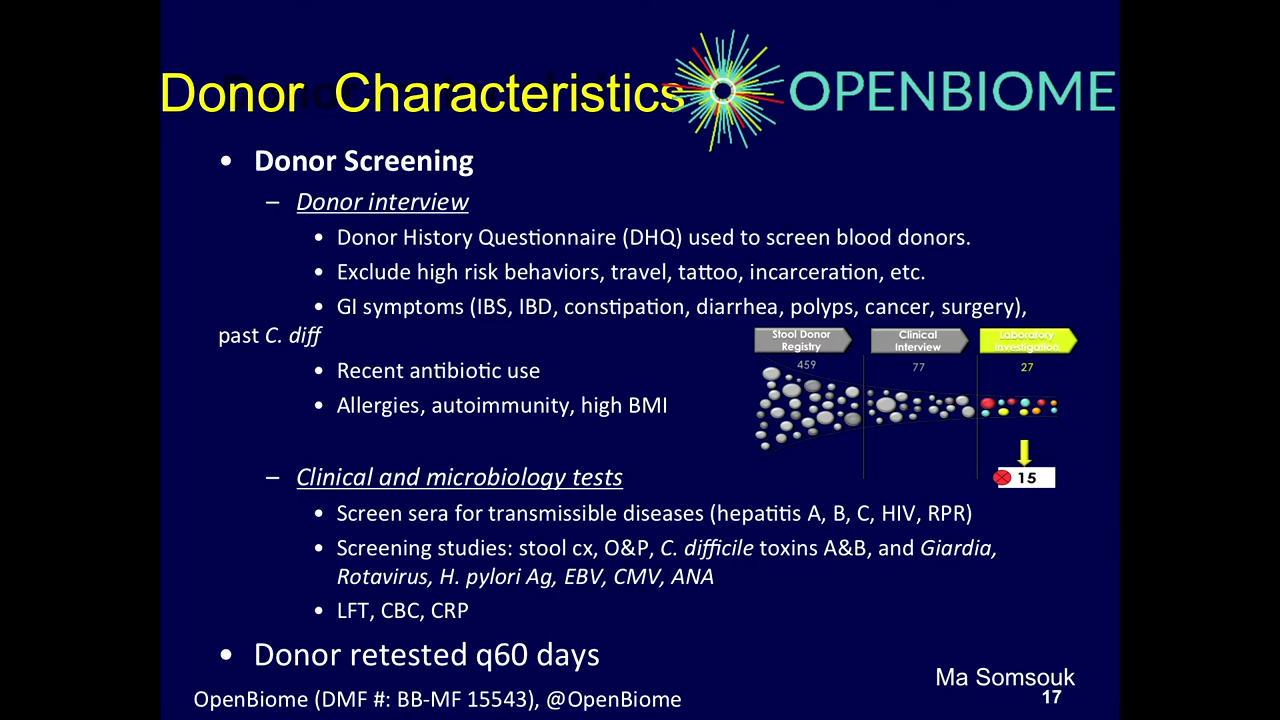 Donor Characteristics
OPENBIOME
• Donor Screening
– Donor interview
• Donor History Questionnaire (DHQ) used to screen blood donors.
• Exclude high risk behaviors, travel, tattoo, incarceration, etc.
• GI symptoms (IBS, IBD, constipation, diarrhea, polyps, cancer, surgery),
past C. diff
• Recent antibiotic use
• Allergies, autoimmunity, high BMI
Stool Donor
Registry
Clinical
Interview
Laboratory
Investigation
459
77
27
15
– Clinical and microbiology tests
• Screen sera for transmissible diseases (hepatitis A, B, C, HIV, RPR)
• Screening studies: stool cx, O&P, C. difficile toxins A&B, and Giardia,
Rotavirus, H. pylori Ag, EBV, CMV, ANA
• LFT, CBC, CRP
• Donor retested q60 days
Ma Somsouk
17
OpenBiome (DMF #: BB-MF 15543), @OpenBiome